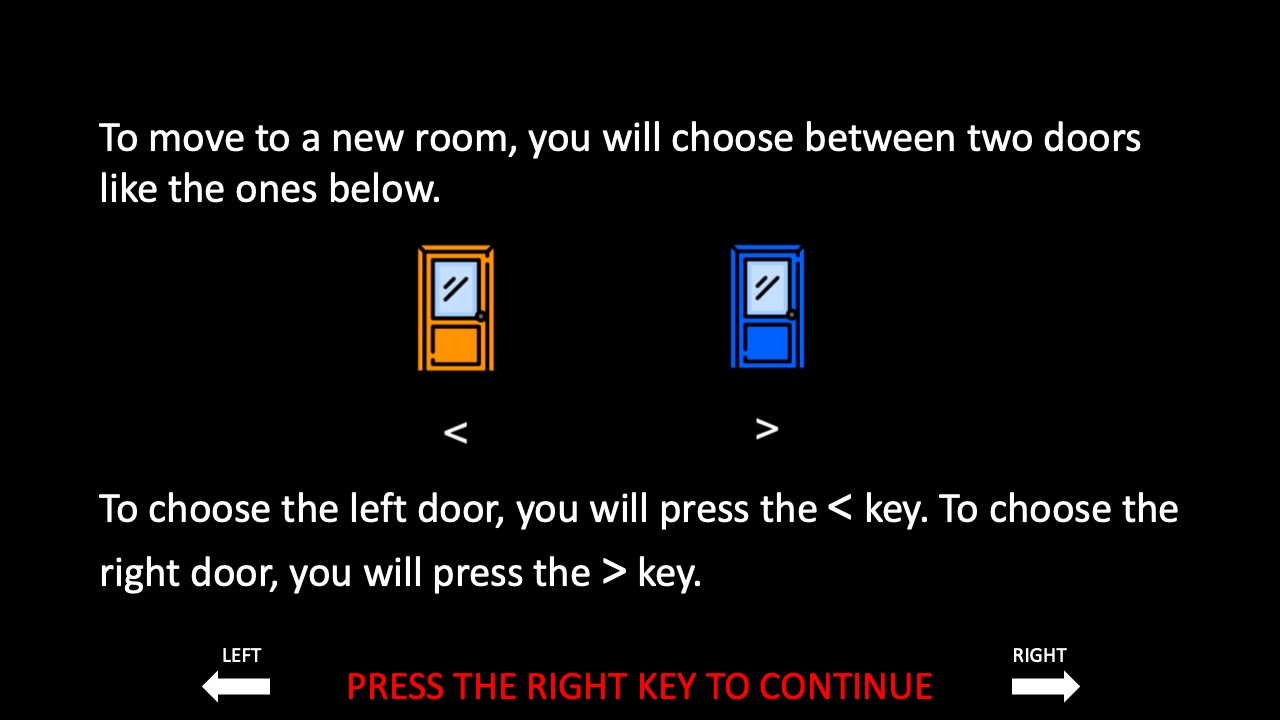 To move to a new room, you will choose between two doors
like the ones below.
< >
To choose the left door, you will press the < key. To choose the
right door, you will press the > key.
LEFT RIGHT
PRESS THE RIGHT KEY TO CONTINUE